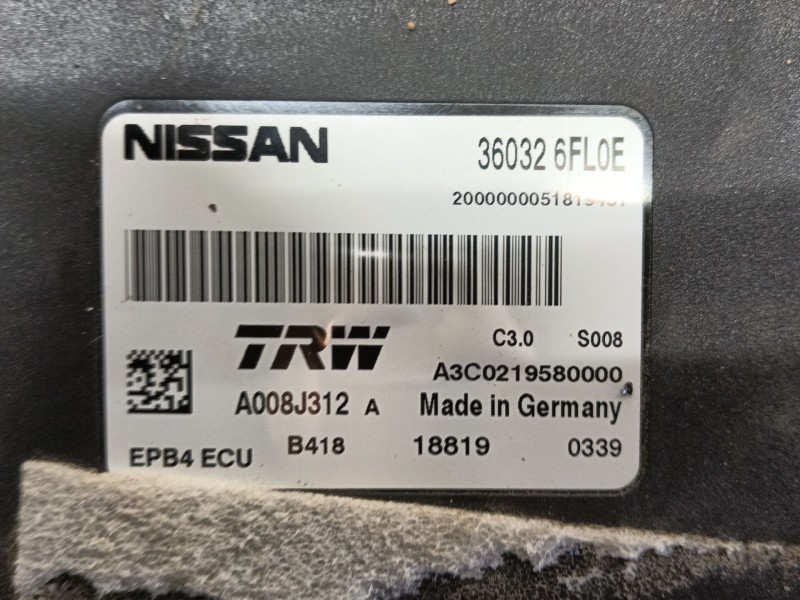 NISSAN 36032 6FL0E
TRW C3.0 S008
A3C0219580000
A008J312 A Made in Germany
EPB4 ECU B418 18819 0339